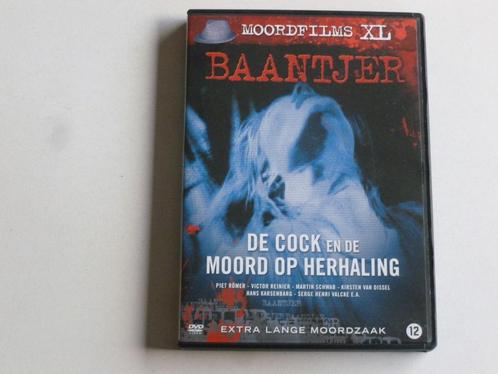 MOORDFILMS XL
BAANTJER
DE COCK EN DE
MOORD OP HERHALING
PIET RÖMER - VICTOR REINIER - MARTIN SCHWAB - KIRSTEN VAN DISSEL
HANS KARSENBARG - SERGE HENRI VALCKE E.A.
BAANTJER
DVD
EXTRA LANGE MOORDZAAK
12